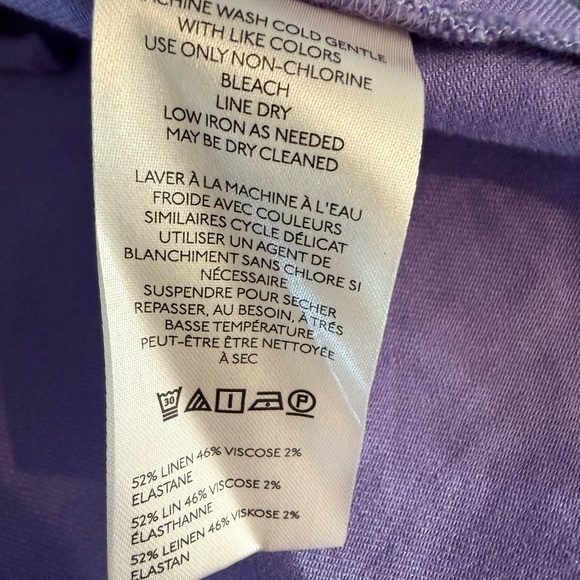 MACHINE WASH COLD GENTLE
WITH LIKE COLORS
USE ONLY NON-CHLORINE
BLEACH
LINE DRY
LOW IRON AS NEEDED
MAY BE DRY CLEANED
LAVER À LA MACHINE À L'EAU
FROIDE AVEC COULEURS
SIMILAIRES CYCLE DÉLICAT
UTILISER UN AGENT DE
BLANCHIMENT SANS CHLORE SI
NÉCESSAIRE
SUSPENDRE POUR SECHER
REPASSER, AU BESOIN, À TRÉS
BASSE TEMPÉRATURE
PEUT-ÊTRE ÊTRE NETTOYÉE
À SEC
30 P
52% LINEN 46% VISCOSE 2%
ELASTANE
52% LIN 46% VISCOSE 2%
ÉLASTHANNE
52% LEINEN 46% VISKOSE 2%
ELASTAN